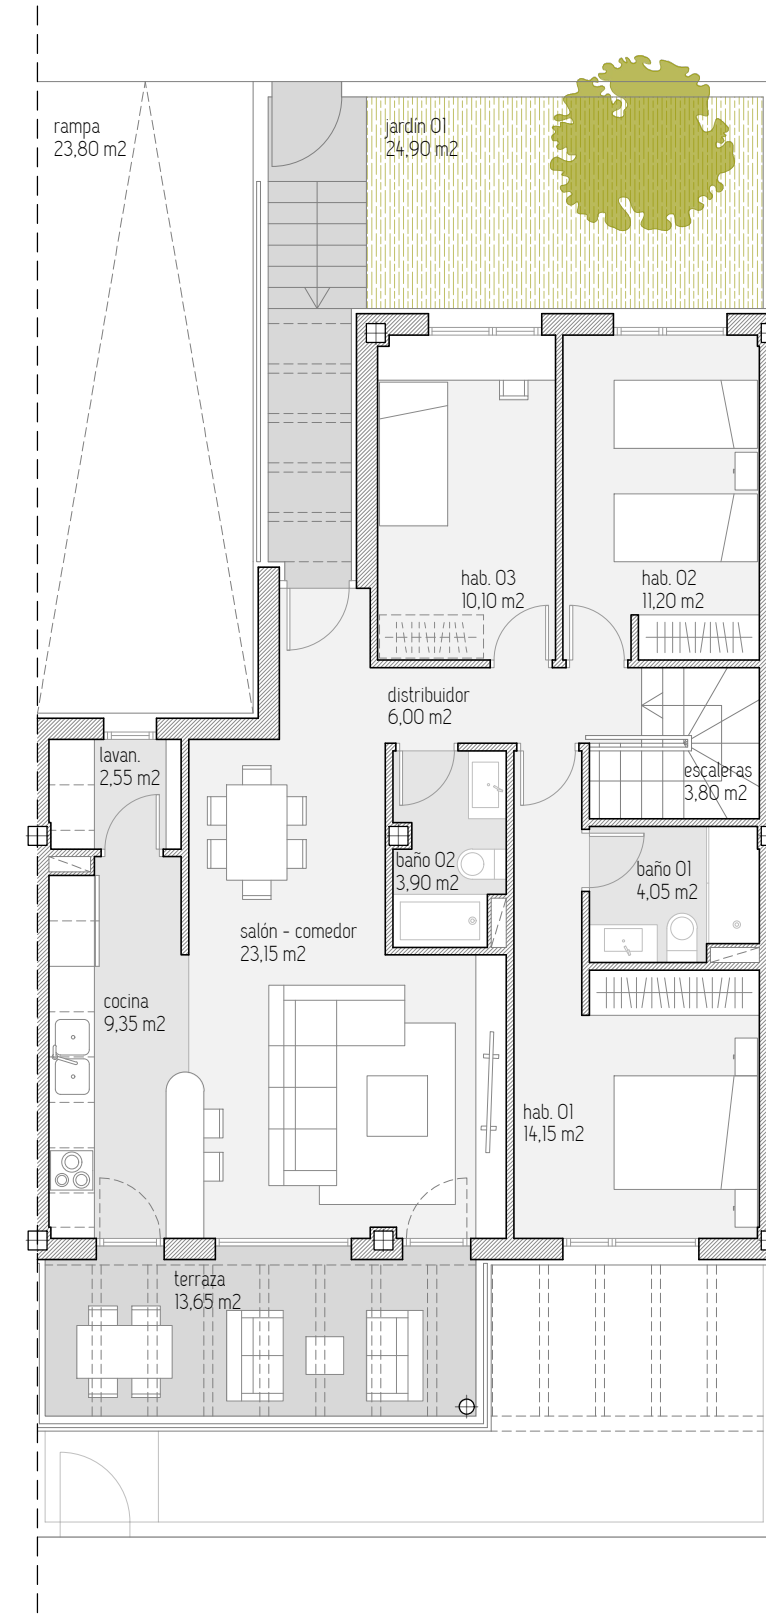 rampa
23,80 m2
jardín 01
24,90 m2
hab. 03
10,10 m2
hab. 02
11,20 m2
distribuidor
6,00 m2
lavan.
2,55 m2
escaleras
3,80 m2
baño 02
3,90 m2
baño 01
4,05 m2
salón - comedor
23,15 m2
cocina
9,35 m2
hab. 01
14,15 m2
terraza
13,65 m2